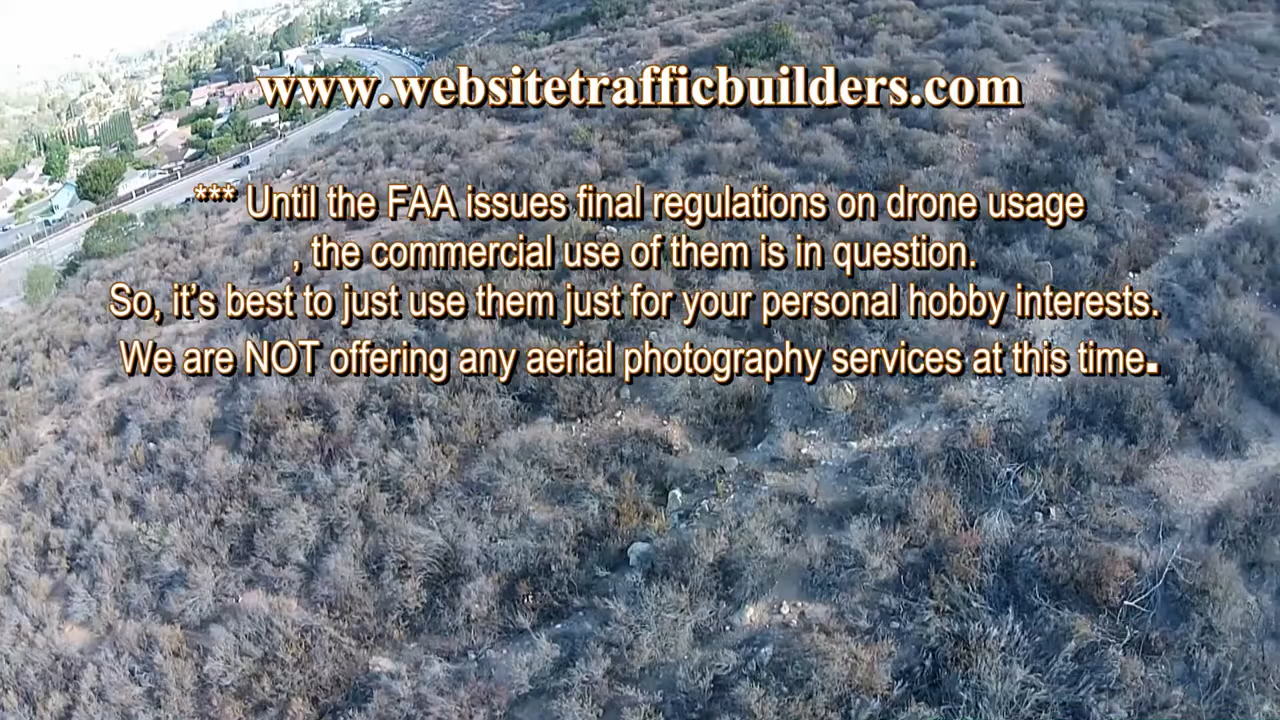 www.websitetrafficbuilders.com
*** Until the FAA issues final regulations on drone usage
, the commercial use of them is in question.
So, it's best to just use them just for your personal hobby interests.
We are NOT offering any aerial photography services at this time.